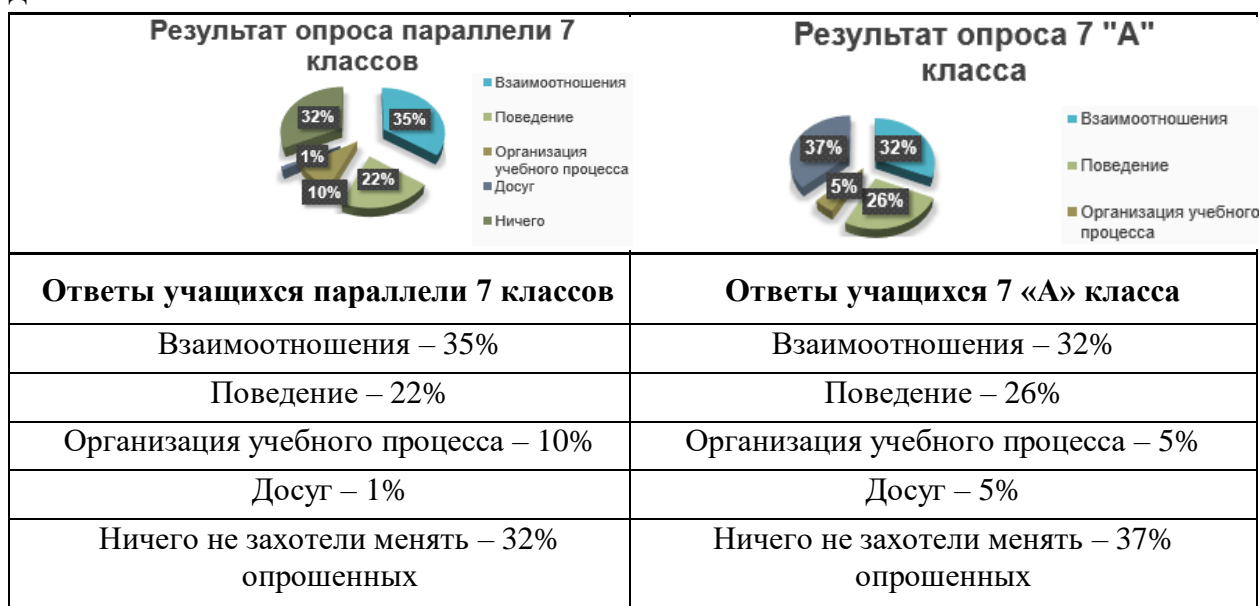 Результат опроса параллели 7
классов
32%
35%
1%
10%
22%
Взаимоотношения
Поведение
Организация
учебного процесса
Досуг
Ничего
Результат опроса 7 "А"
класса
37%
32%
5%
26%
Взаимоотношения
Поведение
Организация учебного
процесса
Ответы учащихся параллели 7 классов
Ответы учащихся 7 «А» класса
Взаимоотношения – 35%
Взаимоотношения – 32%
Поведение – 22%
Поведение – 26%
Организация учебного процесса – 10%
Организация учебного процесса – 5%
Досуг – 1%
Досуг – 5%
Ничего не захотели менять – 32%
опрошенных
Ничего не захотели менять – 37%
опрошенных